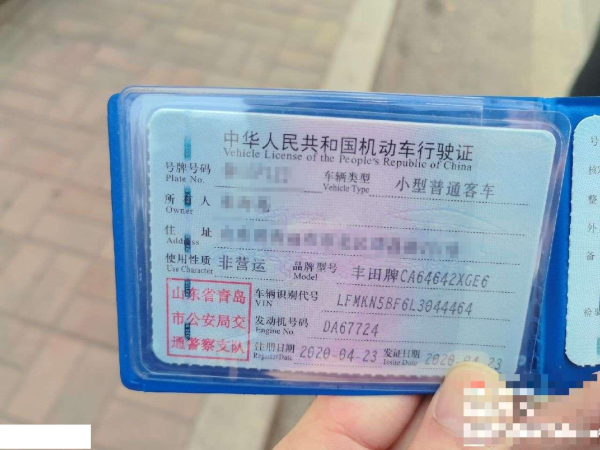 中华人民共和国机动车行驶证
Vehicle License of the People's Republic of China
号牌号码
Plate No.
车辆类型 小型普通客车
Vehicle Type
所有人
Owner
住址
Address
使用性质 非营运 品牌型号 丰田牌CA64642XGE6
Use Character
山东省青岛
市公安局交
通警察支队
车辆识别代号 LFMKN5BF6L3044464
VIN
发动机号码 DA67724
Engine No.
注册日期 2020-04-23 发证日期 2020-04-23
Register Date Issue Date